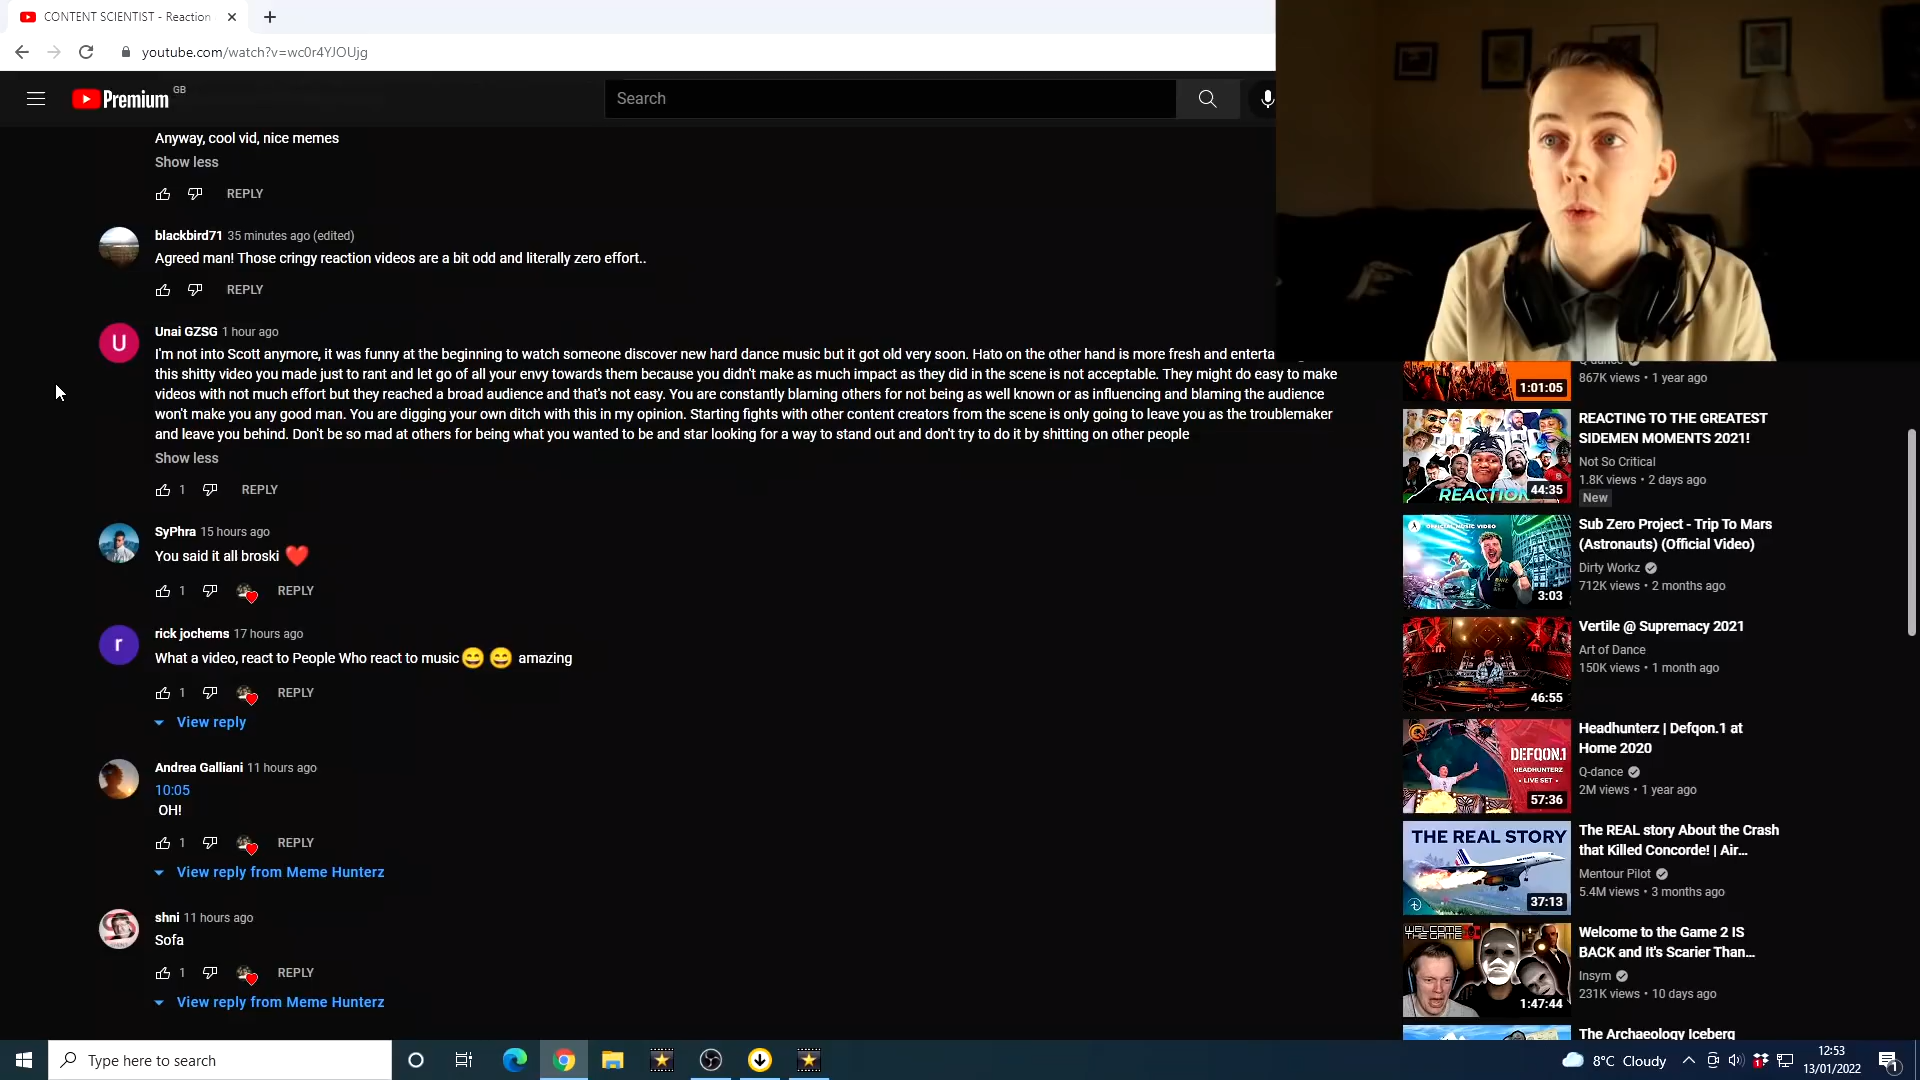 CONTENT SCIENTIST - Reaction
youtube.com/watch?v=wc0r4YJOUjg
Premium
GB
Search
Anyway, cool vid, nice memes
Show less
REPLY
blackbird71 35 minutes ago (edited)
Agreed man! Those cringy reaction videos are a bit odd and literally zero effort..
REPLY
U
Unai GZSG 1 hour ago
I'm not into Scott anymore, it was funny at the beginning to watch someone discover new hard dance music but it got old very soon. Hato on the other hand is more fresh and enterta
this shitty video you made just to rant and let go of all your envy towards them because you didn't make as much impact as they did in the scene is not acceptable. They might do easy to make
videos with not much effort but they reached a broad audience and that's not easy. You are constantly blaming others for not being as well known or as influencing and blaming the audience
won't make you any good man. You are digging your own ditch with this in my opinion. Starting fights with other content creators from the scene is only going to leave you as the troublemaker
and leave you behind. Don't be so mad at others for being what you wanted to be and star looking for a way to stand out and don't try to do it by shitting on other people
Show less
1 REPLY
SyPhra 15 hours ago
You said it all broski ❤️
1 REPLY
r
rick jochems 17 hours ago
What a video, react to People Who react to music😄 😄 amazing
1 REPLY
View reply
Andrea Galliani 11 hours ago
10:05
OH!
1 REPLY
View reply from Meme Hunterz
shni 11 hours ago
Sofa
1 REPLY
View reply from Meme Hunterz
1:01:05
867K views • 1 year ago
REACTION
44:35
REACTING TO THE GREATEST
SIDEMEN MOMENTS 2021!
Not So Critical
1.8K views • 2 days ago
New
OFFICIAL MUSIC VIDEO
3:03
Sub Zero Project - Trip To Mars
(Astronauts) (Official Video)
Dirty Workz
712K views • 2 months ago
46:55
Vertile @ Supremacy 2021
Art of Dance
150K views • 1 month ago
DEFQON.1
HEADHUNTERZ
• LIVE SET •
57:36
Headhunterz | Defqon.1 at
Home 2020
Q-dance
2M views • 1 year ago
THE REAL STORY
37:13
The REAL story About the Crash
that Killed Concorde! | Air...
Mentour Pilot
5.4M views • 3 months ago
WELCOME
THE GAME
1:47:44
Welcome to the Game 2 IS
BACK and It's Scarier Than...
Insym
231K views • 10 days ago
The Archaeology Iceberg
Type here to search
8°C Cloudy
12:53
13/01/2022
1